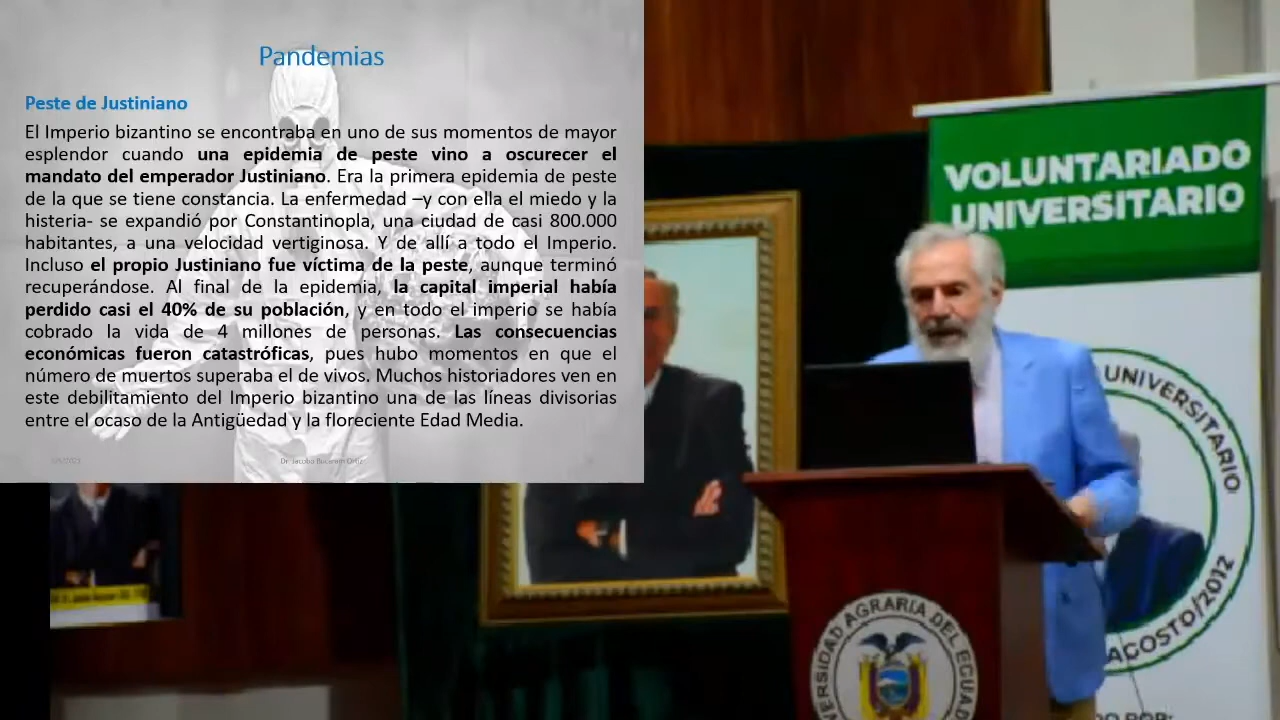 Pandemias
Peste de Justiniano
El Imperio bizantino se encontraba en uno de sus momentos de mayor
esplendor cuando una epidemia de peste vino a oscurecer el
mandato del emperador Justiniano. Era la primera epidemia de peste
de la que se tiene constancia. La enfermedad –y con ella el miedo y la
histeria- se expandió por Constantinopla, una ciudad de casi 800.000
habitantes, a una velocidad vertiginosa. Y de allí a todo el Imperio.
Incluso el propio Justiniano fue víctima de la peste, aunque terminó
recuperándose. Al final de la epidemia, la capital imperial había
perdido casi el 40% de su población, y en todo el imperio se había
cobrado la vida de 4 millones de personas. Las consecuencias
económicas fueron catastróficas, pues hubo momentos en que el
número de muertos superaba el de vivos. Muchos historiadores ven en
este debilitamiento del Imperio bizantino una de las líneas divisorias
entre el ocaso de la Antigüedad y la floreciente Edad Media.
Dr. Jacobo Bucaram Ortiz
VOLUNTARIADO
UNIVERSITARIO
UNIVERSITARIO
AGOSTO/2012
POR:
UNIVERSIDAD AGRARIA DEL ECUADOR